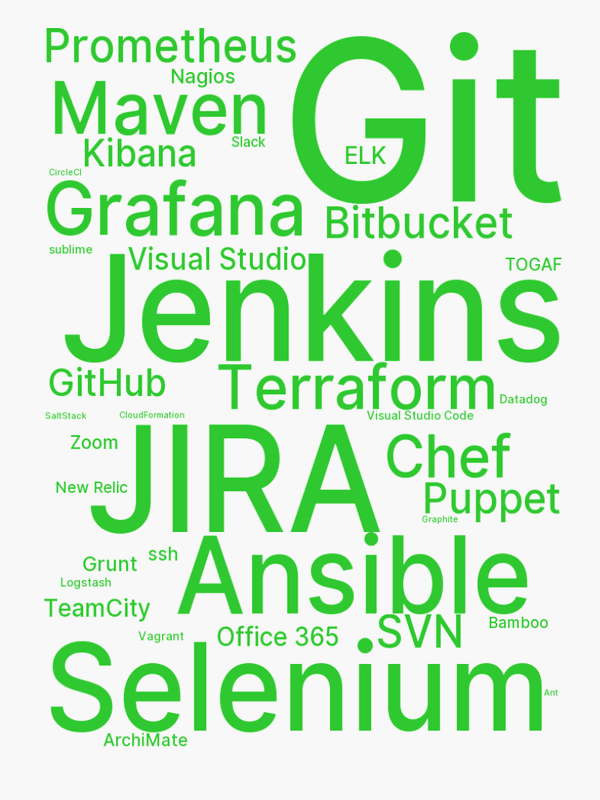 Prometheus
Git
Nagios
Maven
Slack
Kibana
ELK
CircleCI
Grafana
Bitbucket
sublime
Visual Studio
TOGAF
Jenkins
GitHub
Terraform
Datadog
SaltStack
CloudFormation
Visual Studio Code
Zoom
JIRA
Chef
New Relic
Puppet
Graphite
ssh
Grunt
Ansible
Logstash
TeamCity
Bamboo
Vagrant
Office 365
SVN
Selenium
Ant
ArchiMate